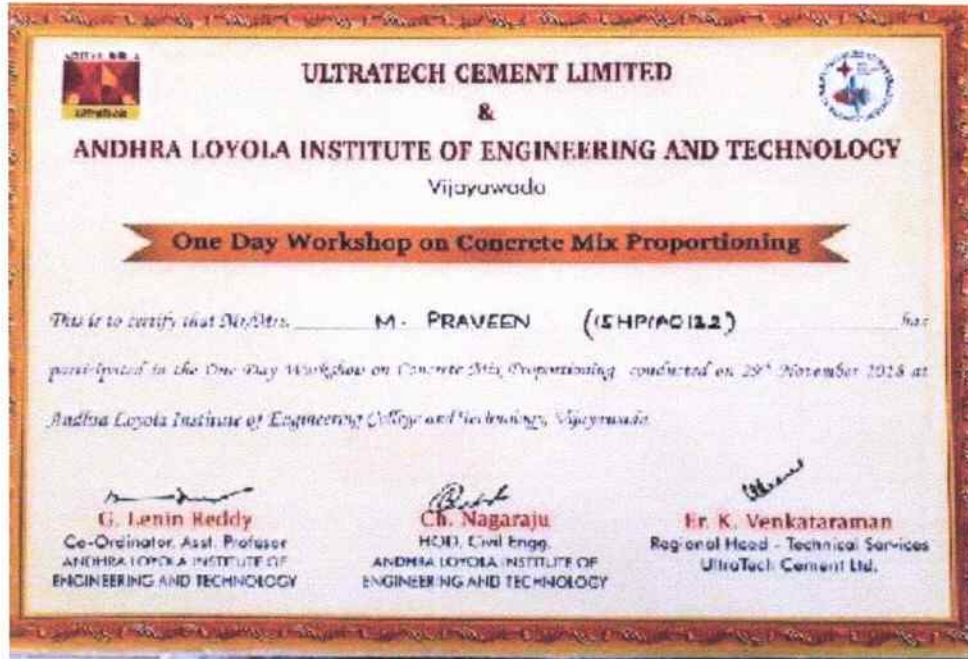 ADITYA BIRLA
UltraTech
ULTRATECH CEMENT LIMITED
&
ANDHRA LOYOLA INSTITUTE OF ENGINEERING AND TECHNOLOGY
Vijayawada
One Day Workshop on Concrete Mix Proportioning
This is to certify that Mr/Mrs. M. PRAVEEN (15HP1A0122) has
participated in the One Day Workshop on Concrete Mix Proportioning conducted on 29th November 2018 at
Andhra Loyola Institute of Engineering College and Technology, Vijayawada.
G. Lenin Reddy
Co-Ordinator, Asst. Profesor
ANDHRA LOYOLA INSTITUTE OF
ENGINEERING AND TECHNOLOGY
Ch. Nagaraju
HOD, Civil Engg.
ANDHRA LOYOLA INSTITUTE OF
ENGINEERING AND TECHNOLOGY
Er. K. Venkataraman
Regional Head - Technical Services
UltraTech Cement Ltd.